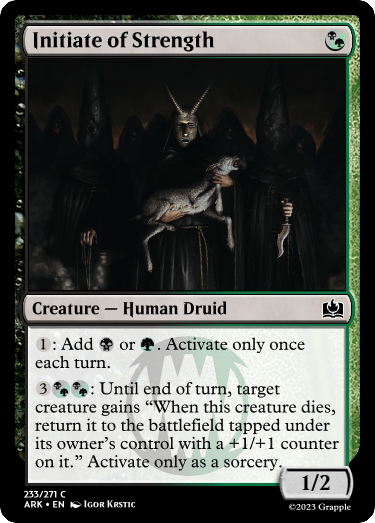 Initiate of Strength
Creature — Human Druid
1: Add or . Activate only once
each turn.
3: Until end of turn, target
creature gains “When this creature dies,
return it to the battlefield tapped under
its owner’s control with a +1/+1 counter
on it.” Activate only as a sorcery.
1/2
233/271 C
ARK • EN Igor Krstic
©2023 Grapple